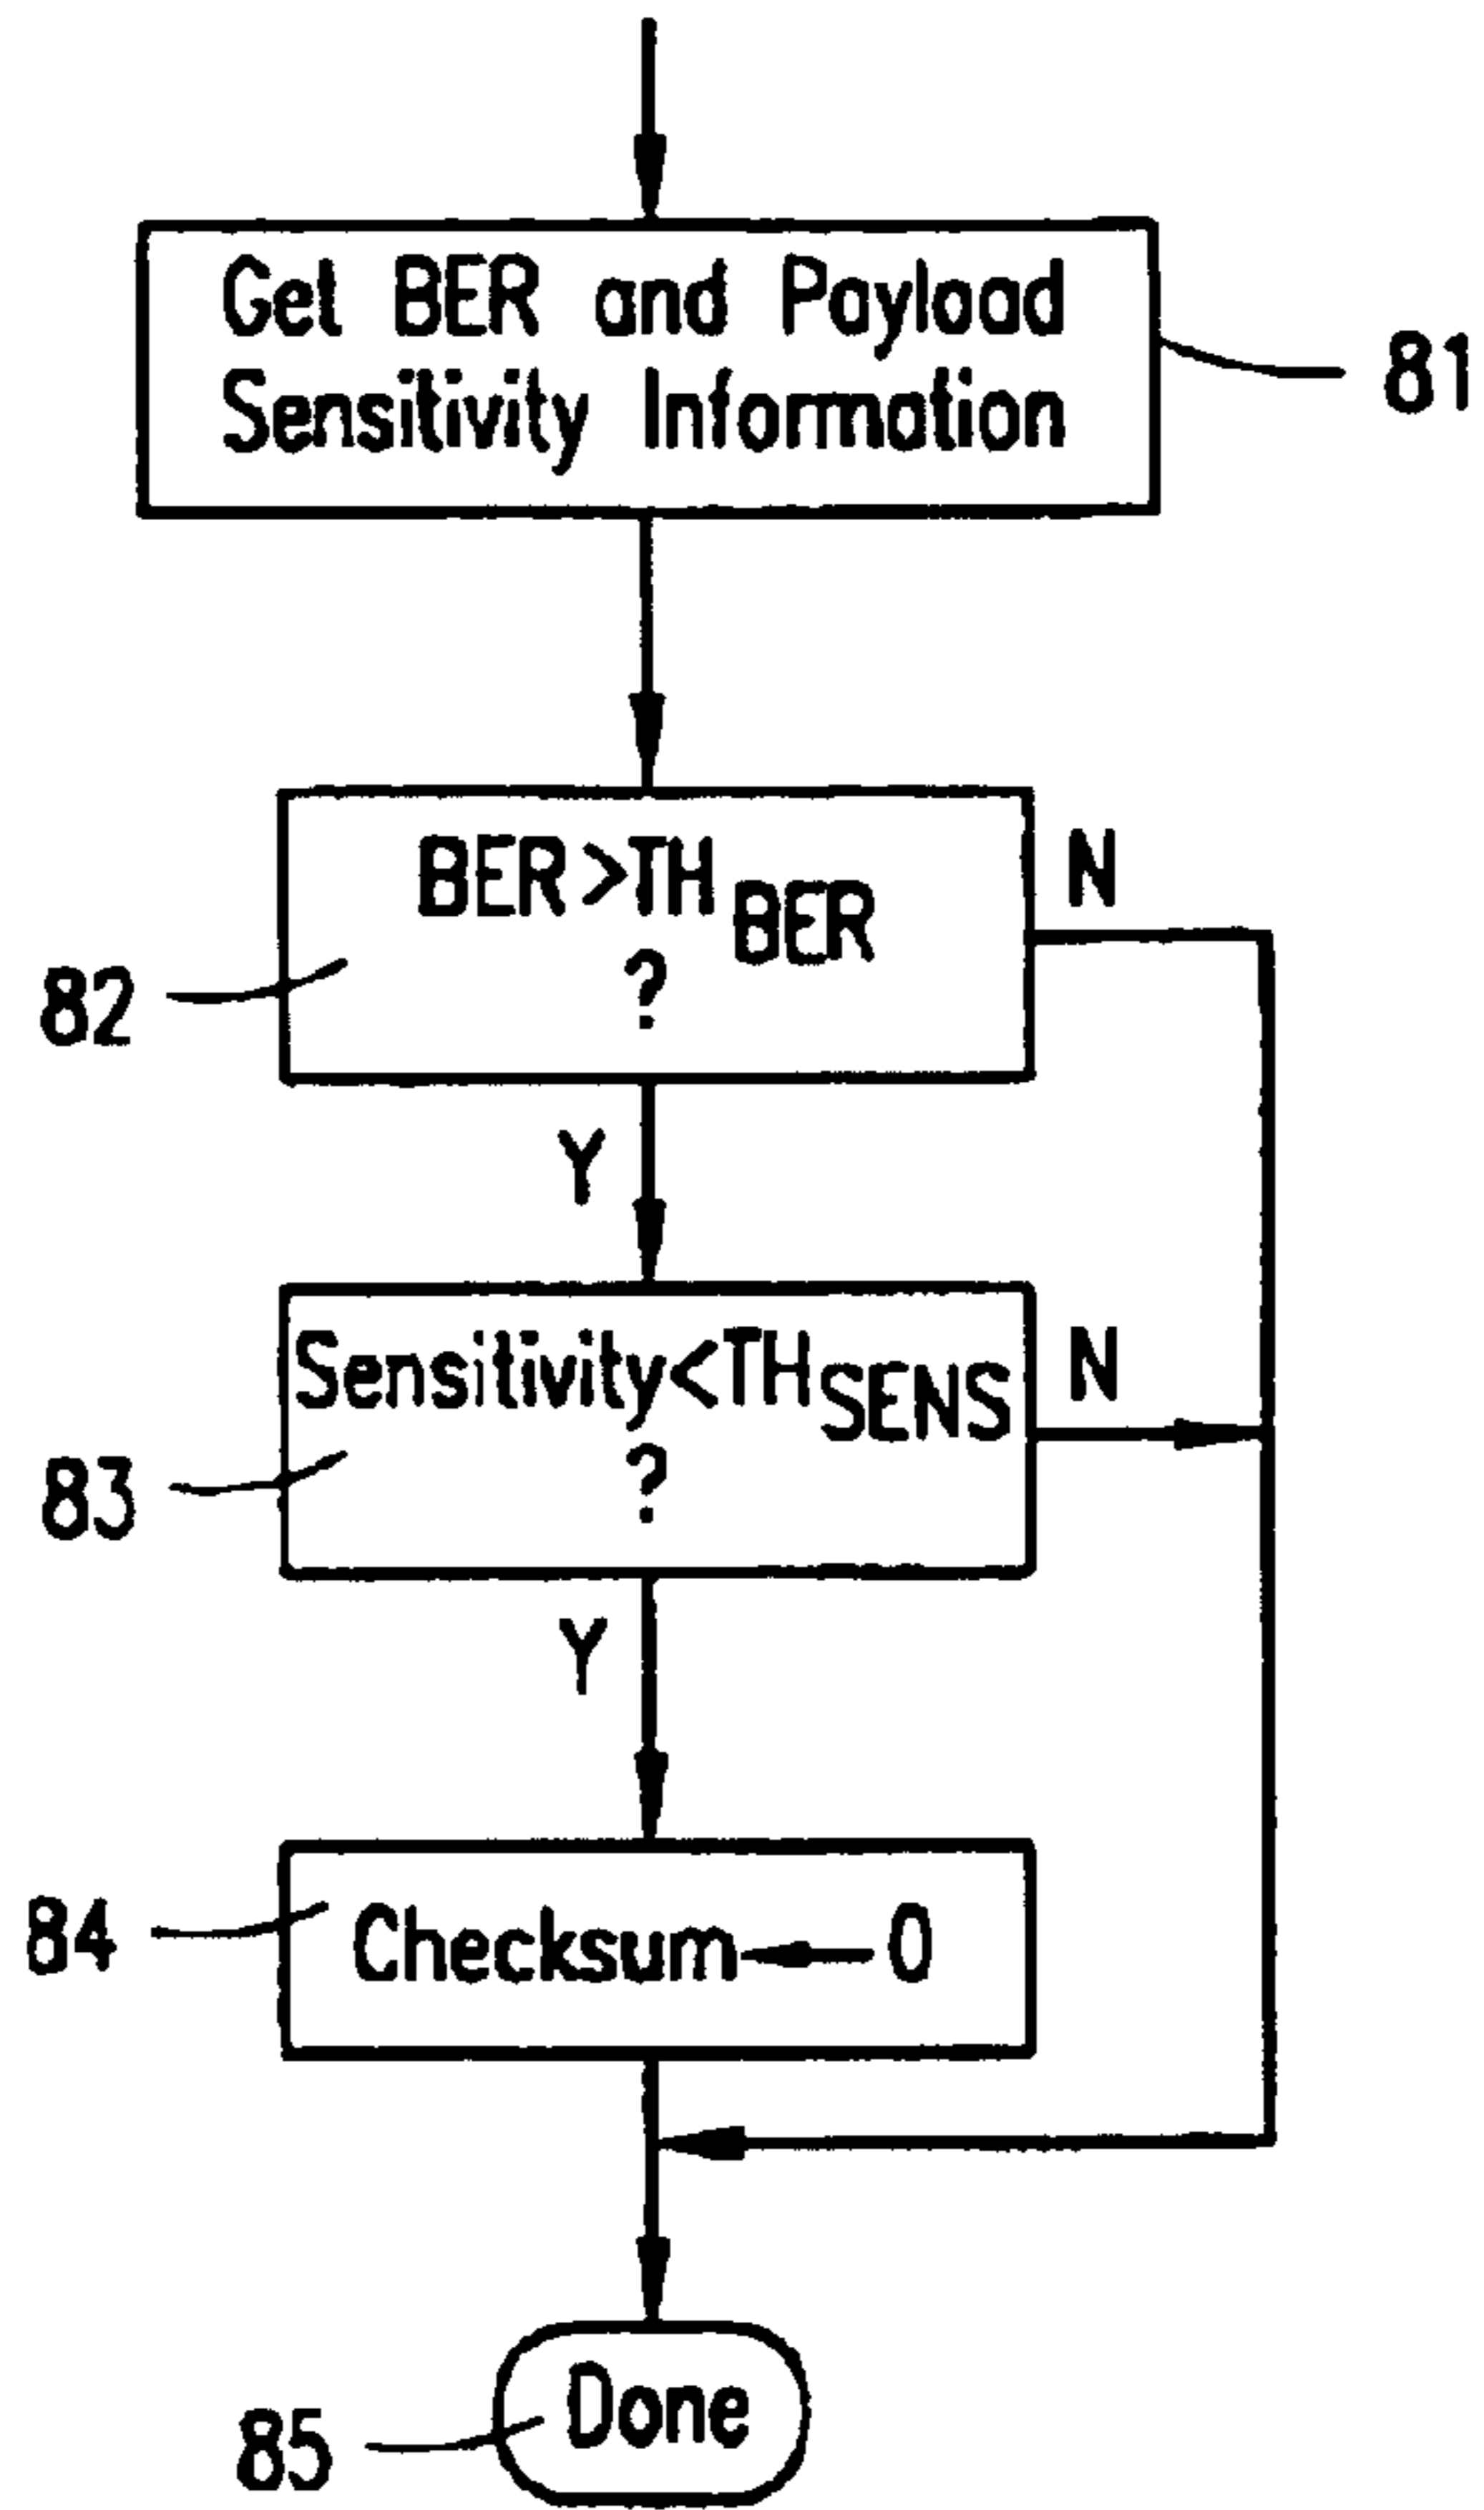 Get BER and Payload
Sensitivity Information
81
BER>TH BER
?
N
82
Y
Sensitivity<TH SENS
?
N
83
Y
84
Checksum←0
Done
85